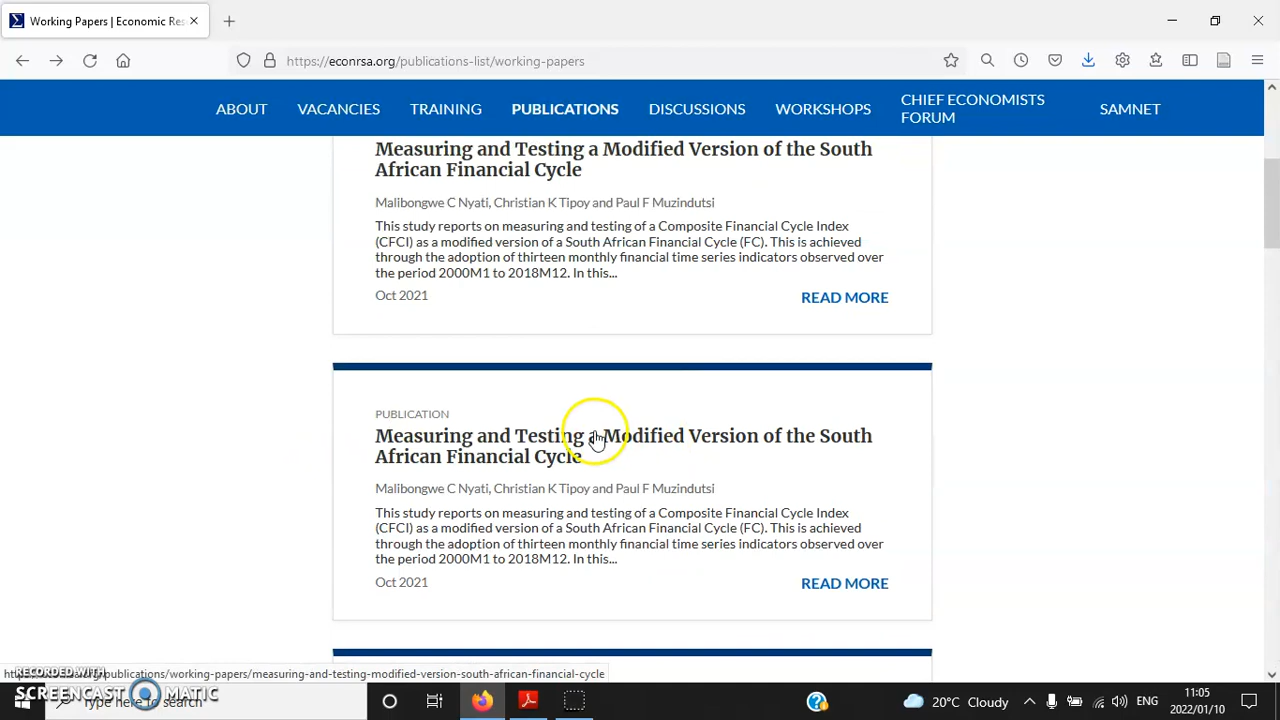 Working Papers | Economic Res
https://econrsa.org/publications-list/working-papers
ABOUT VACANCIES TRAINING PUBLICATIONS DISCUSSIONS WORKSHOPS CHIEF ECONOMISTS FORUM SAMNET
Measuring and Testing a Modified Version of the South
African Financial Cycle
Malibongwe C Nyati, Christian K Tipoy and Paul F Muzindutsi
This study reports on measuring and testing of a Composite Financial Cycle Index
(CFCI) as a modified version of a South African Financial Cycle (FC). This is achieved
through the adoption of thirteen monthly financial time series indicators observed over
the period 2000M1 to 2018M12. In this...
Oct 2021 READ MORE
PUBLICATION
Measuring and Testing a Modified Version of the South
African Financial Cycle
Malibongwe C Nyati, Christian K Tipoy and Paul F Muzindutsi
This study reports on measuring and testing of a Composite Financial Cycle Index
(CFCI) as a modified version of a South African Financial Cycle (FC). This is achieved
through the adoption of thirteen monthly financial time series indicators observed over
the period 2000M1 to 2018M12. In this...
Oct 2021 READ MORE
/publications/working-papers/measuring-and-testing-modified-version-south-african-financial-cycle
RECORDED WITH
SCREENCAST MATIC
Type here to search
20°C Cloudy ENG 11:05
2022/01/10